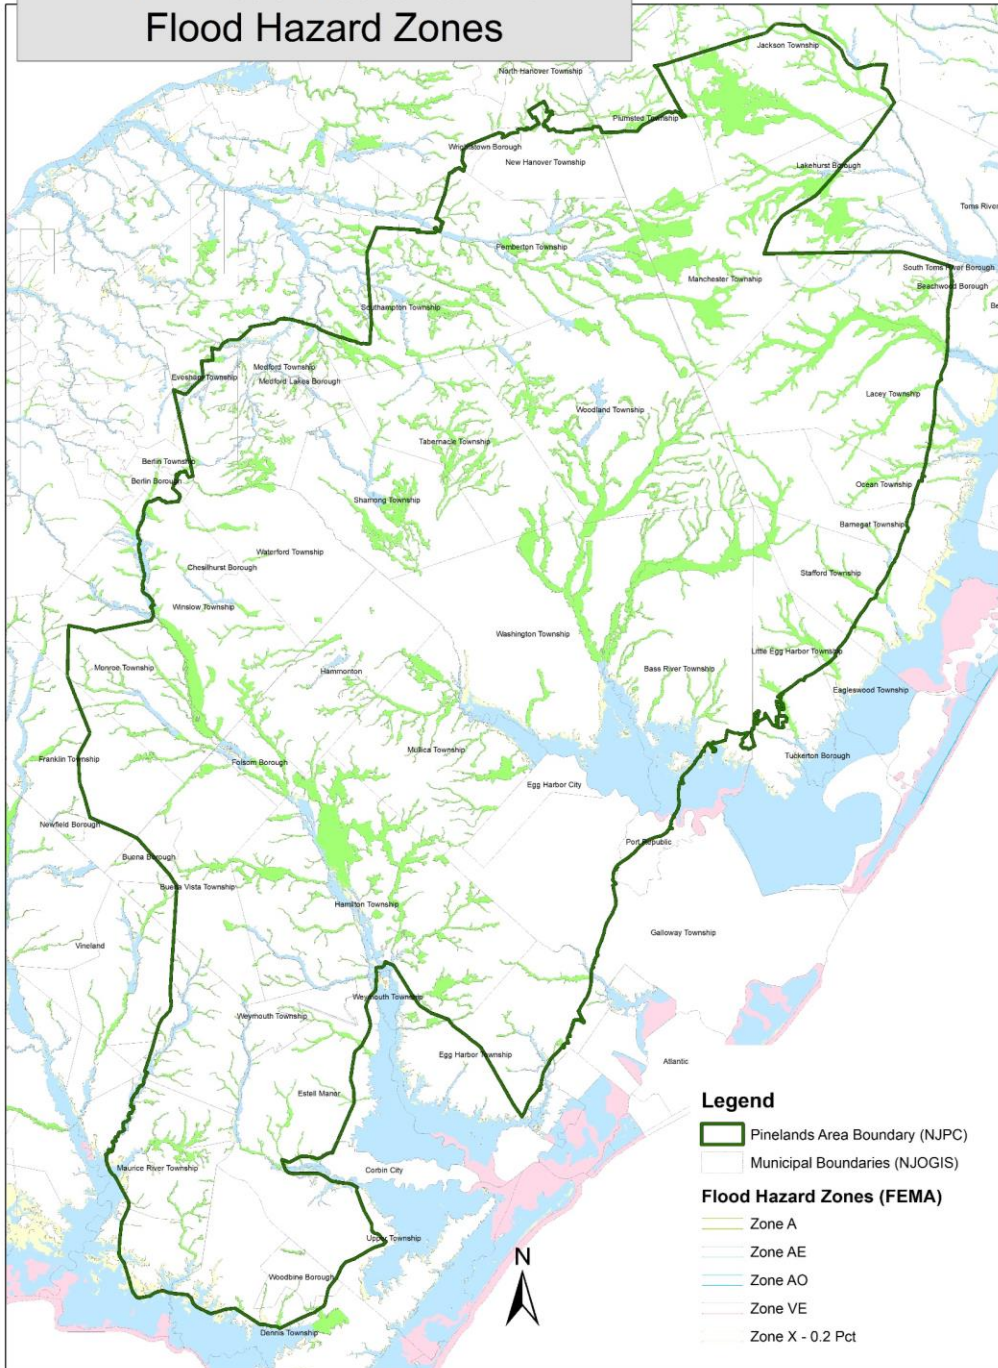 Flood Hazard Zones
Jackson Township
North Hanover Township
Plumsted Township
Wrightstown Borough
New Hanover Township
Lakehurst Borough
Toms River
Pemberton Township
Manchester Township
South Toms River Borough
Beachwood Borough
Be
Southampton Township
Medford Township
Evesham Township
Medford Lakes Borough
Lacey Township
Woodland Township
Tabernacle Township
Berlin Township
Berlin Borough
Ocean Township
Shamong Township
Barnegat Township
Waterford Township
Chesilhurst Borough
Stafford Township
Winslow Township
Washington Township
Little Egg Harbor Township
Monroe Township
Hammonton
Bass River Township
Eagleswood Township
Mullica Township
Tuckerton Borough
Franklin Township
Folsom Borough
Egg Harbor City
Newfield Borough
Port Republic
Buena Borough
Buena Vista Township
Hamilton Township
Galloway Township
Vineland
Weymouth Township
Weymouth Township
Egg Harbor Township
Atlantic
Estell Manor
Maurice River Township
Corbin City
Upper Township
Woodbine Borough
Dennis Township
N
Legend
Pinelands Area Boundary (NJPC)
Municipal Boundaries (NJOGIS)
Flood Hazard Zones (FEMA)
Zone A
Zone AE
Zone AO
Zone VE
Zone X - 0.2 Pct